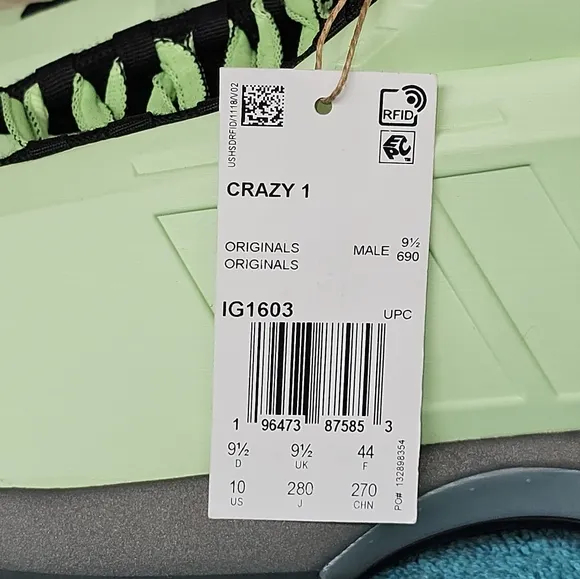 USHSDRFID/1118/V02
RFID
EPC™
CRAZY 1
ORIGINALS
ORIGINALS
MALE 9½
690
IG1603
UPC
1 96473 87585 3
9½ 9½ 44
D UK F
10 280 270
US J CHN
PO# 132898354